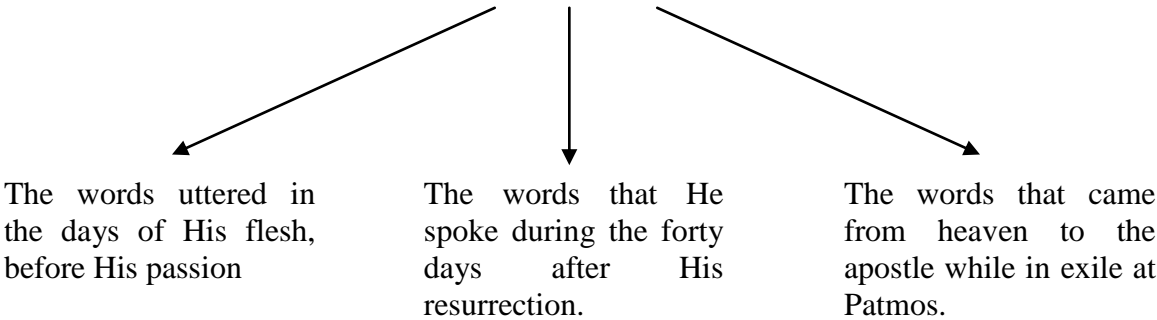 The words uttered in
the days of His flesh,
before His passion
The words that He
spoke during the forty
days after His
resurrection.
The words that came
from heaven to the
apostle while in exile at
Patmos.